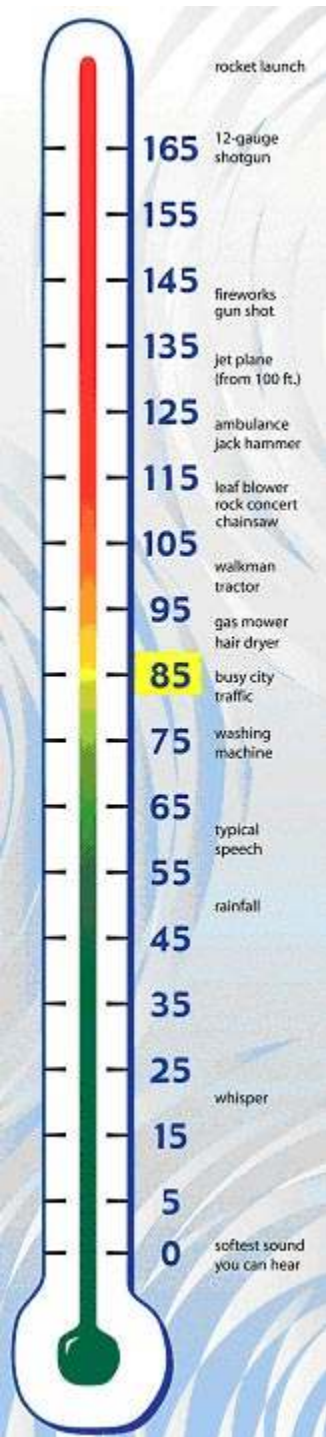 rocket launch
165 12-gauge
shotgun
155
145
fireworks
gun shot
135
jet plane
(from 100 ft.)
125
ambulance
jack hammer
115
leaf blower
rock concert
chainsaw
105
walkman
tractor
95
gas mower
hair dryer
85 busy city
traffic
75 washing
machine
65
typical
speech
55
rainfall
45
35
25
whisper
15
5
0 softest sound
you can hear